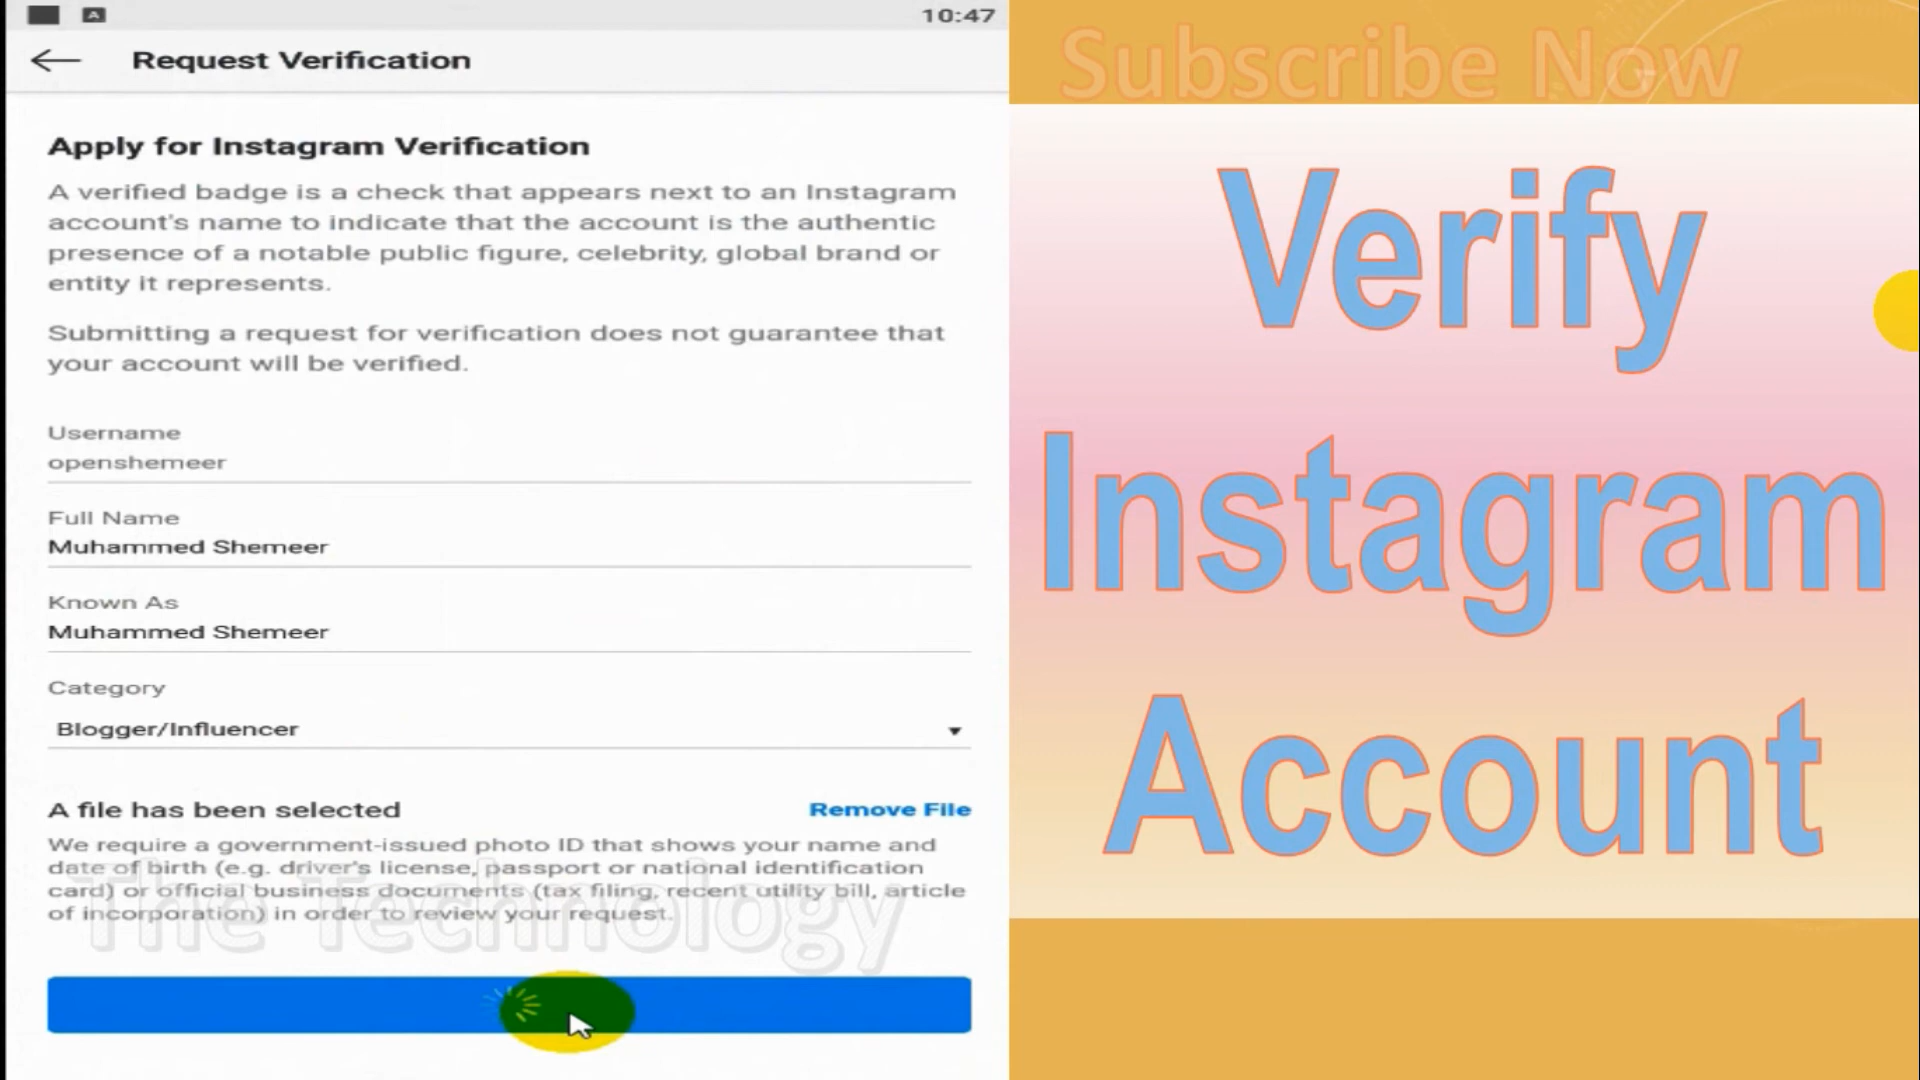 A
10:47
Request Verification
Apply for Instagram Verification
A verified badge is a check that appears next to an Instagram
account's name to indicate that the account is the authentic
presence of a notable public figure, celebrity, global brand or
entity it represents.
Submitting a request for verification does not guarantee that
your account will be verified.
Username
openshemeer
Full Name
Muhammed Shemeer
Known As
Muhammed Shemeer
Category
Blogger/Influencer
A file has been selected
Remove File
We require a government-issued photo ID that shows your name and
date of birth (e.g. driver's license, passport or national identification
card) or official business documents (tax filing, recent utility bill, article
of incorporation) in order to review your request.
The Technology
Subscribe Now
Verify
Instagram
Account